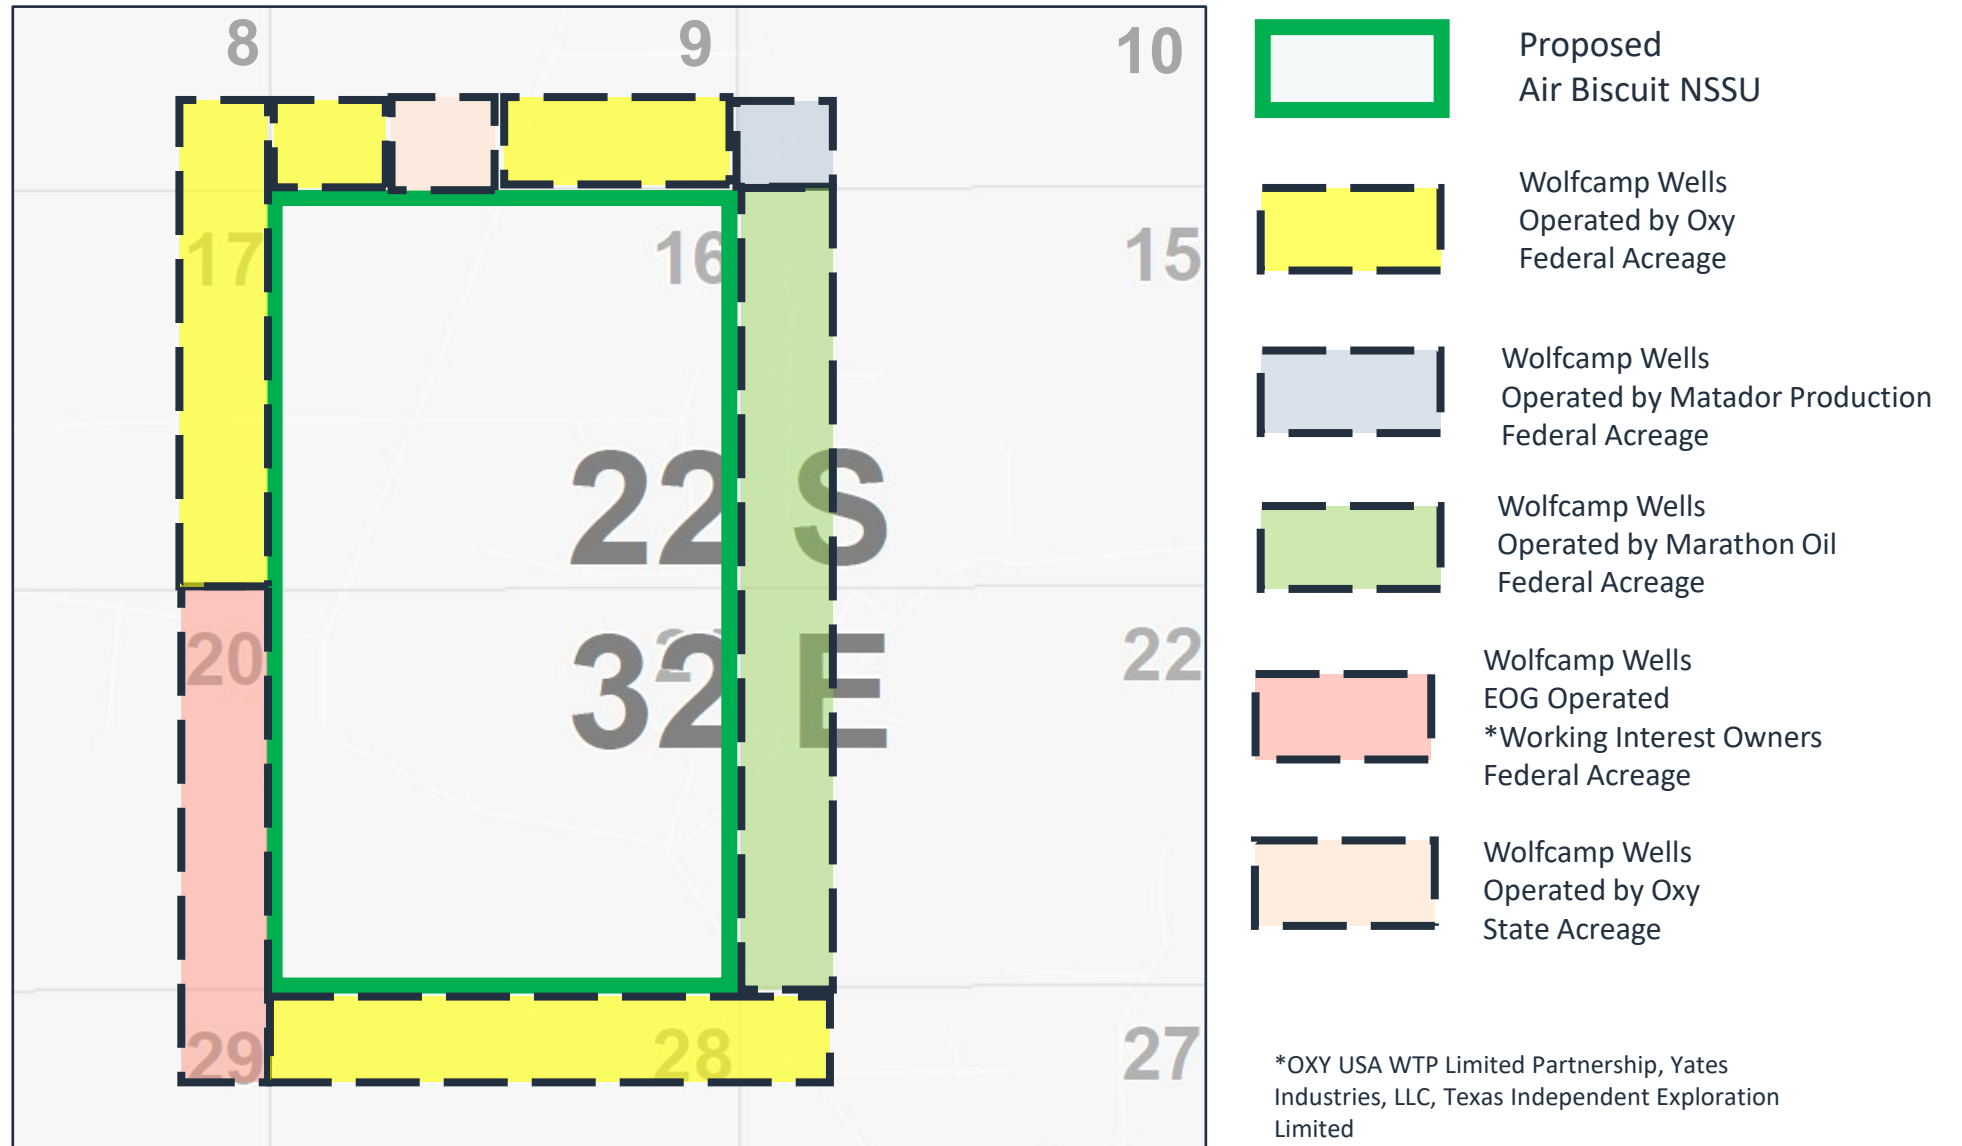 8
9
10
17
16
15
22 S
20
22
32 E
29
28
27
Proposed
Air Biscuit NSSU
Wolfcamp Wells
Operated by Oxy
Federal Acreage
Wolfcamp Wells
Operated by Matador Production
Federal Acreage
Wolfcamp Wells
Operated by Marathon Oil
Federal Acreage
Wolfcamp Wells
EOG Operated
*Working Interest Owners
Federal Acreage
Wolfcamp Wells
Operated by Oxy
State Acreage
*OXY USA WTP Limited Partnership, Yates
Industries, LLC, Texas Independent Exploration
Limited